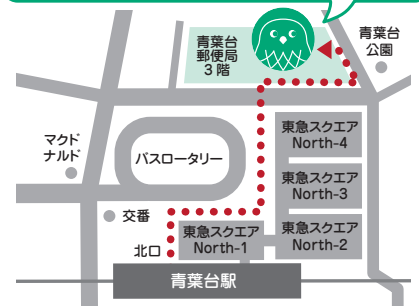 青葉台
郵便局
3階
青葉台
公園
マクド
ナルド
バスロータリー
東急スクエア
North-4
東急スクエア
North-3
交番
北口
東急スクエア
North-1
東急スクエア
North-2
青葉台駅